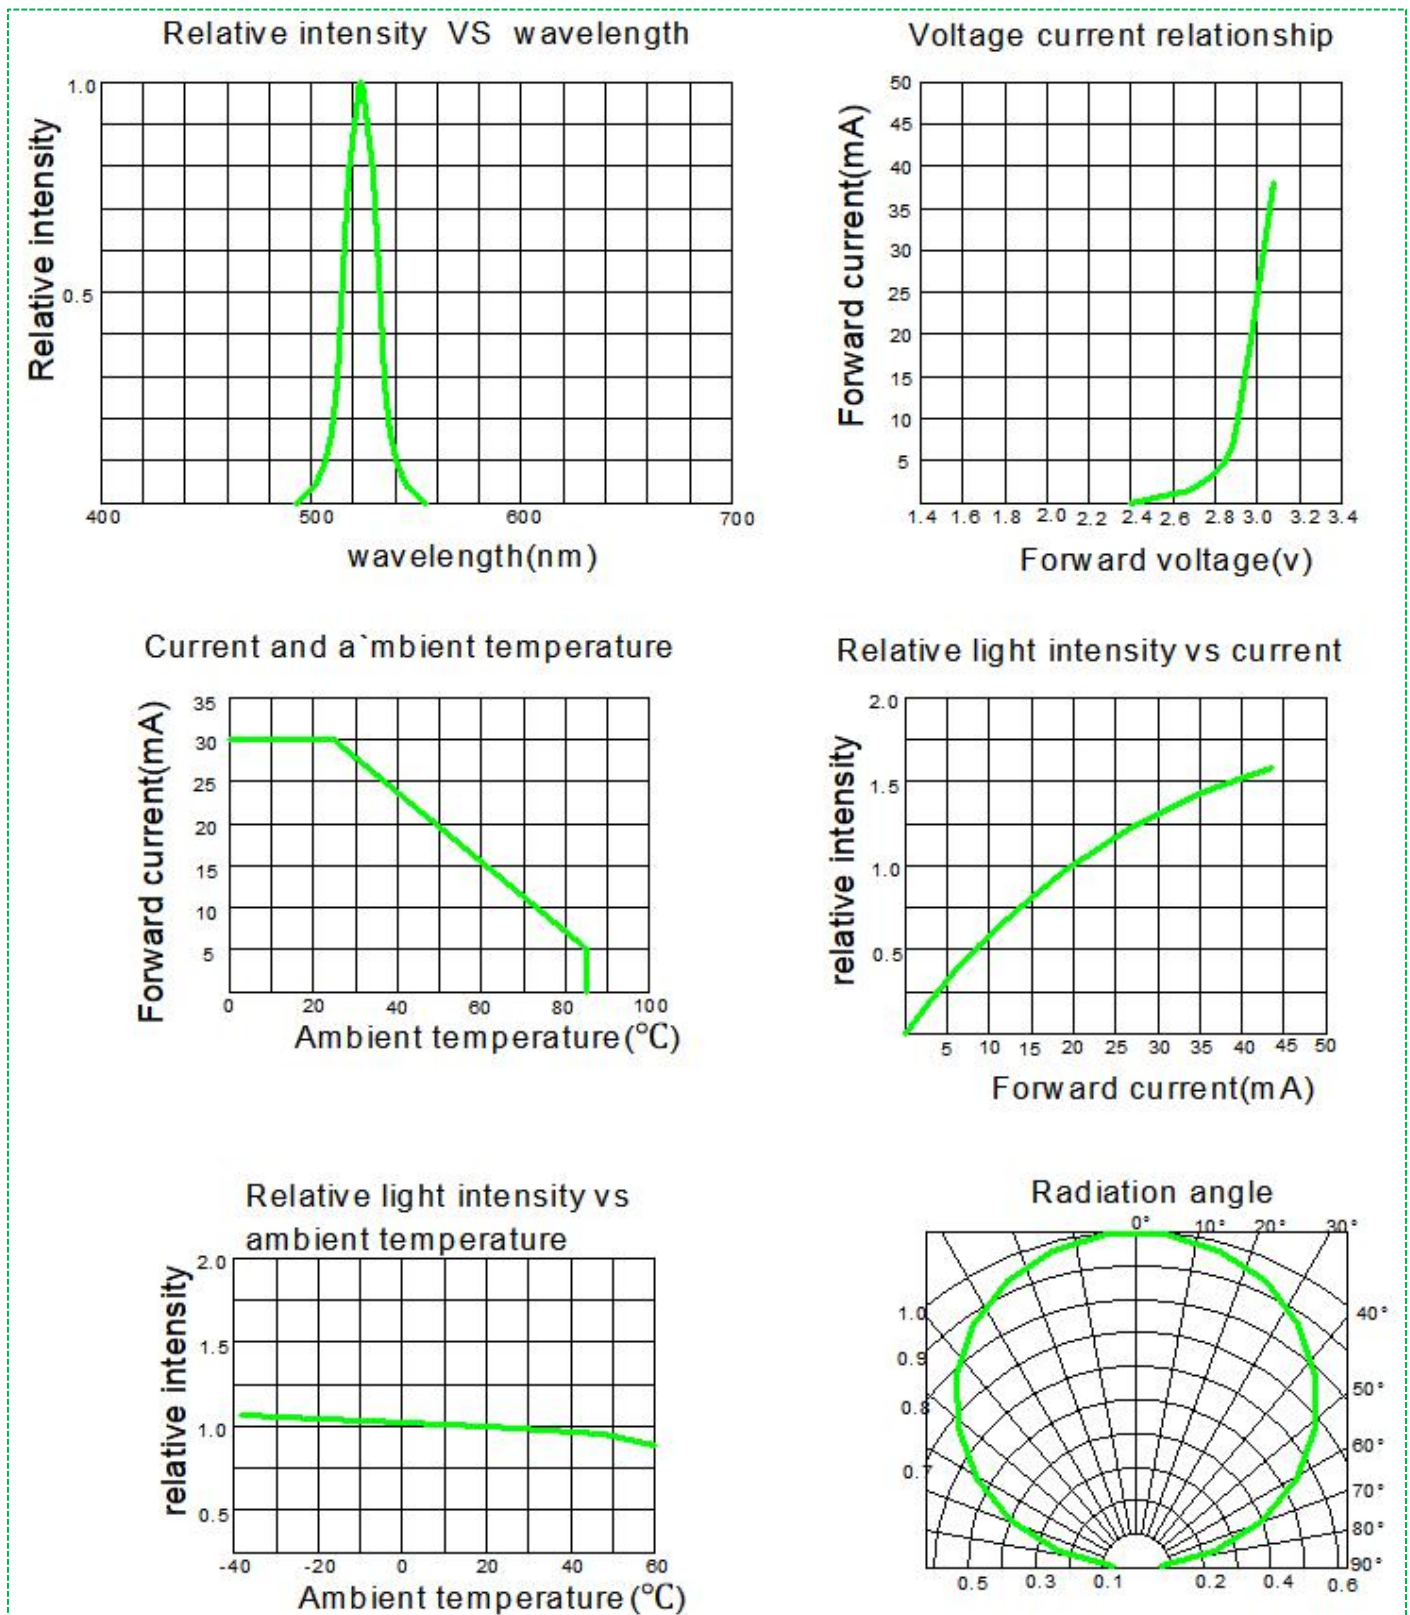 Relative intensity VS wavelength
Relative intensity
1.0
0.5
400 500 600 700
wavelength(nm)
Voltage current relationship
Forward current(mA)
50
45
40
35
30
25
20
15
10
5
1.4 1.6 1.8 2.0 2.2 2.4 2.6 2.8 3.0 3.2 3.4
Forward voltage(v)
Current and a`mbient temperature
Forward current(mA)
35
30
25
20
15
10
5
0 20 40 60 80 100
Ambient temperature(℃)
Relative light intensity vs current
relative intensity
2.0
1.5
1.0
0.5
5 10 15 20 25 30 35 40 45 50
Forward current(mA)
Relative light intensity vs
ambient temperature
relative intensity
2.0
1.5
1.0
0.5
-40 -20 0 20 40 60
Ambient temperature(℃)
Radiation angle
0° 10° 20° 30°
1.0 40°
0.9
50°
0.8
60°
0.7
70°
80°
90°
0.5 0.3 0.1 0.2 0.4 0.6